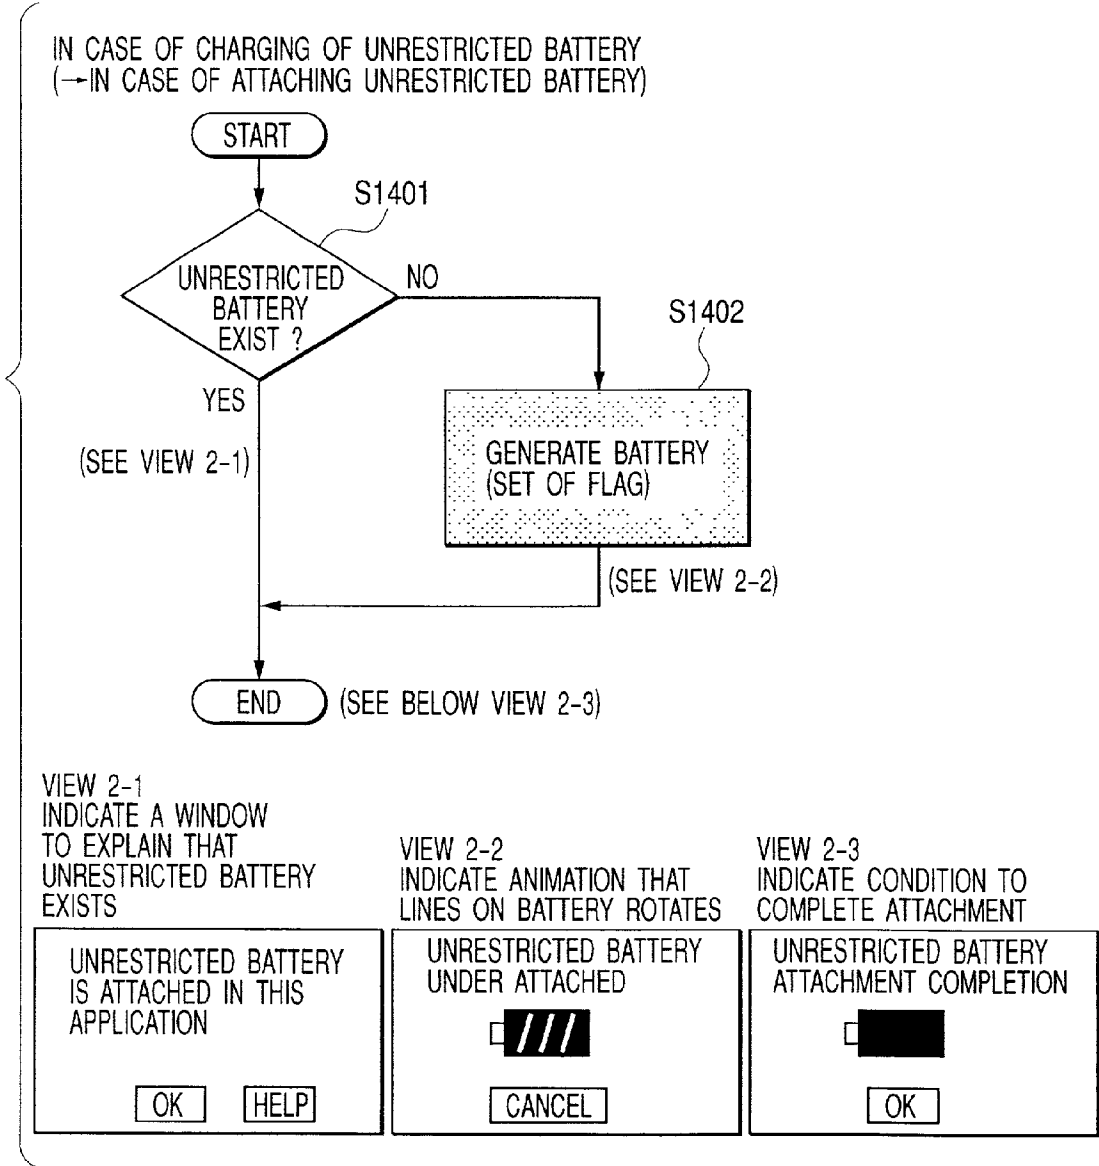 IN CASE OF CHARGING OF UNRESTRICTED BATTERY
(→IN CASE OF ATTACHING UNRESTRICTED BATTERY)
START
S1401
UNRESTRICTED
BATTERY
EXIST ?
NO
S1402
YES
(SEE VIEW 2-1)
GENERATE BATTERY
(SET OF FLAG)
(SEE VIEW 2-2)
END
(SEE BELOW VIEW 2-3)
VIEW 2-1
INDICATE A WINDOW
TO EXPLAIN THAT
UNRESTRICTED BATTERY
EXISTS
UNRESTRICTED BATTERY
IS ATTACHED IN THIS
APPLICATION
OK
HELP
VIEW 2-2
INDICATE ANIMATION THAT
LINES ON BATTERY ROTATES
UNRESTRICTED BATTERY
UNDER ATTACHED
CANCEL
VIEW 2-3
INDICATE CONDITION TO
COMPLETE ATTACHMENT
UNRESTRICTED BATTERY
ATTACHMENT COMPLETION
OK